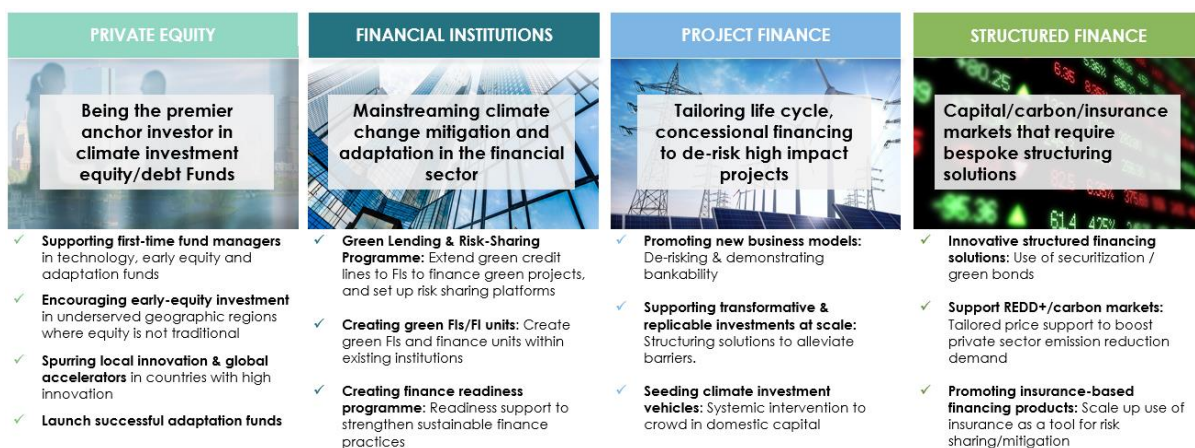 PRIVATE EQUITY
Being the premier
anchor investor in
climate investment
equity/debt Funds
✓ Supporting first-time fund managers
in technology, early equity and
adaptation funds
✓ Encouraging early-equity investment
in underserved geographic regions
where equity is not traditional
✓ Spurring local innovation & global
accelerators in countries with high
innovation
✓ Launch successful adaptation funds
FINANCIAL INSTITUTIONS
Mainstreaming climate
change mitigation and
adaptation in the financial
sector
✓ Green Lending & Risk-Sharing
Programme: Extend green credit
lines to FIs to finance green projects,
and set up risk sharing platforms
✓ Creating green FIs/FI units: Create
green FIs and finance units within
existing institutions
✓ Creating finance readiness
programme: Readiness support to
strengthen sustainable finance
practices
PROJECT FINANCE
Tailoring life cycle,
concessional financing
to de-risk high impact
projects
✓ Promoting new business models:
De-risking & demonstrating
bankability
✓ Supporting transformative &
replicable investments at scale:
Structuring solutions to alleviate
barriers.
✓ Seeding climate investment
vehicles: Systemic intervention to
crowd in domestic capital
STRUCTURED FINANCE
Capital/carbon/insurance
markets that require
bespoke structuring
solutions
✓ Innovative structured financing
solutions: Use of securitization /
green bonds
✓ Support REDD+/carbon markets:
Tailored price support to boost
private sector emission reduction
demand
✓ Promoting insurance-based
financing products: Scale up use of
insurance as a tool for risk
sharing/mitigation